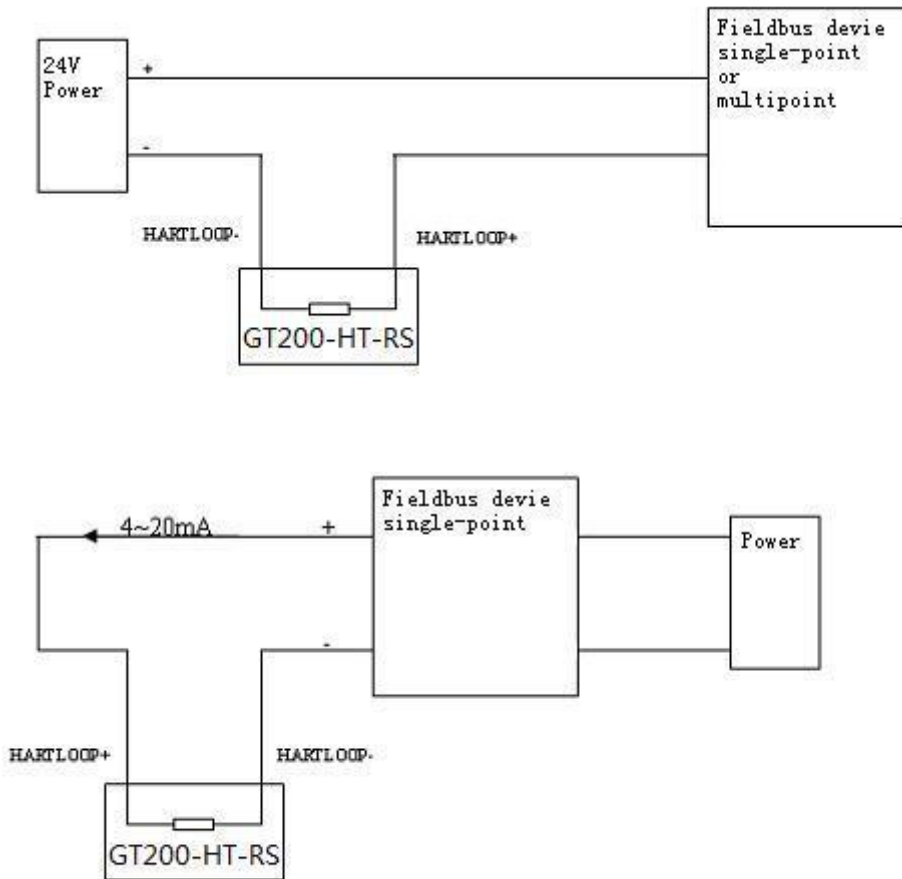 24V
Power
+
-
Fieldbus devie
single-point
or
multipoint
HARTLOOP-
HARTLOOP+
GT200-HT-RS
4~20mA
+
-
Fieldbus devie
single-point
Power
HARTLOOP+
HARTLOOP-
GT200-HT-RS